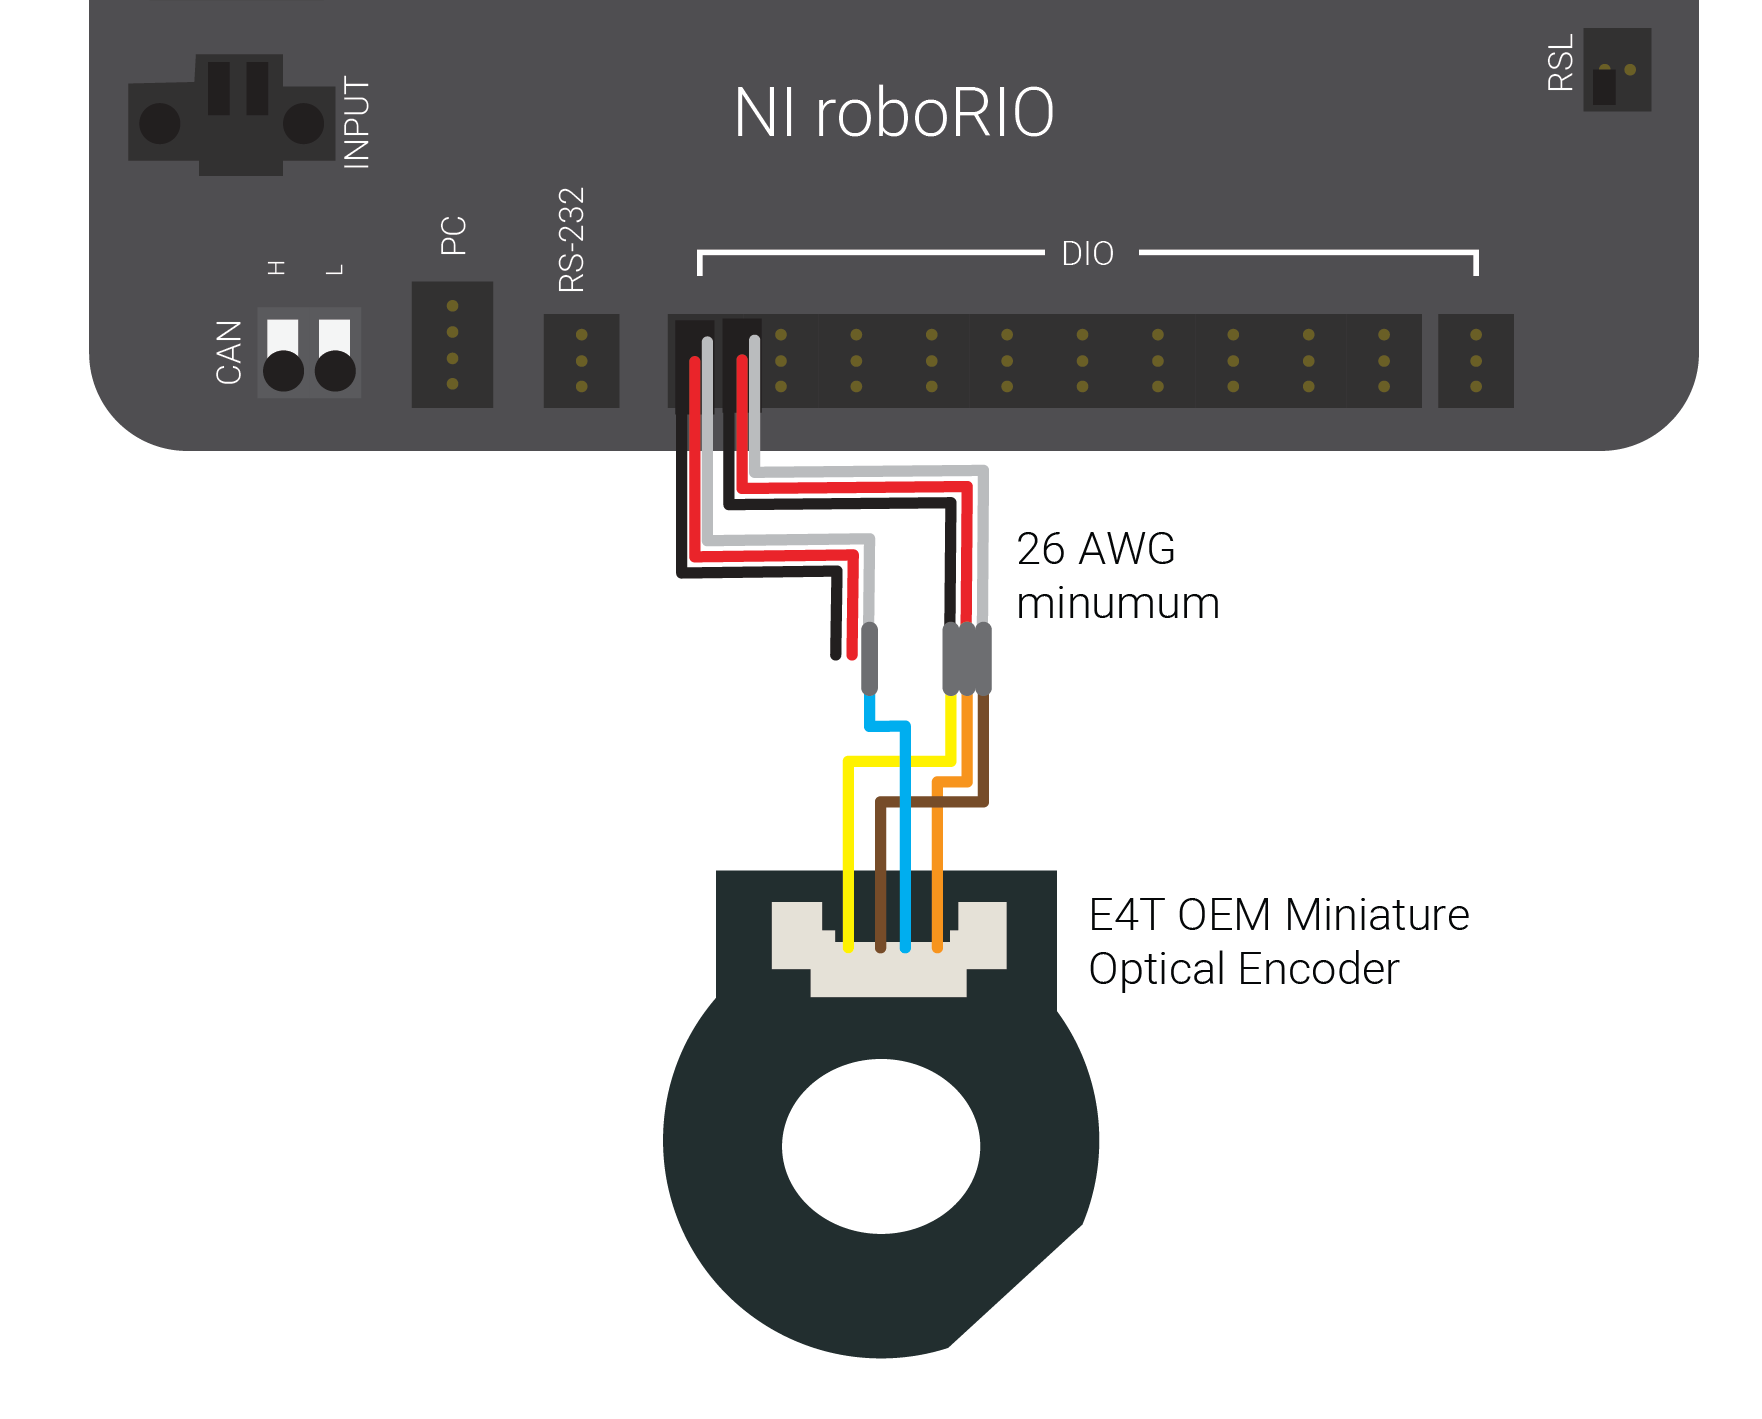 NI roboRIO
RSL
INPUT
PC
RS-232
DIO
H
L
CAN
26 AWG
minumum
E4T OEM Miniature
Optical Encoder